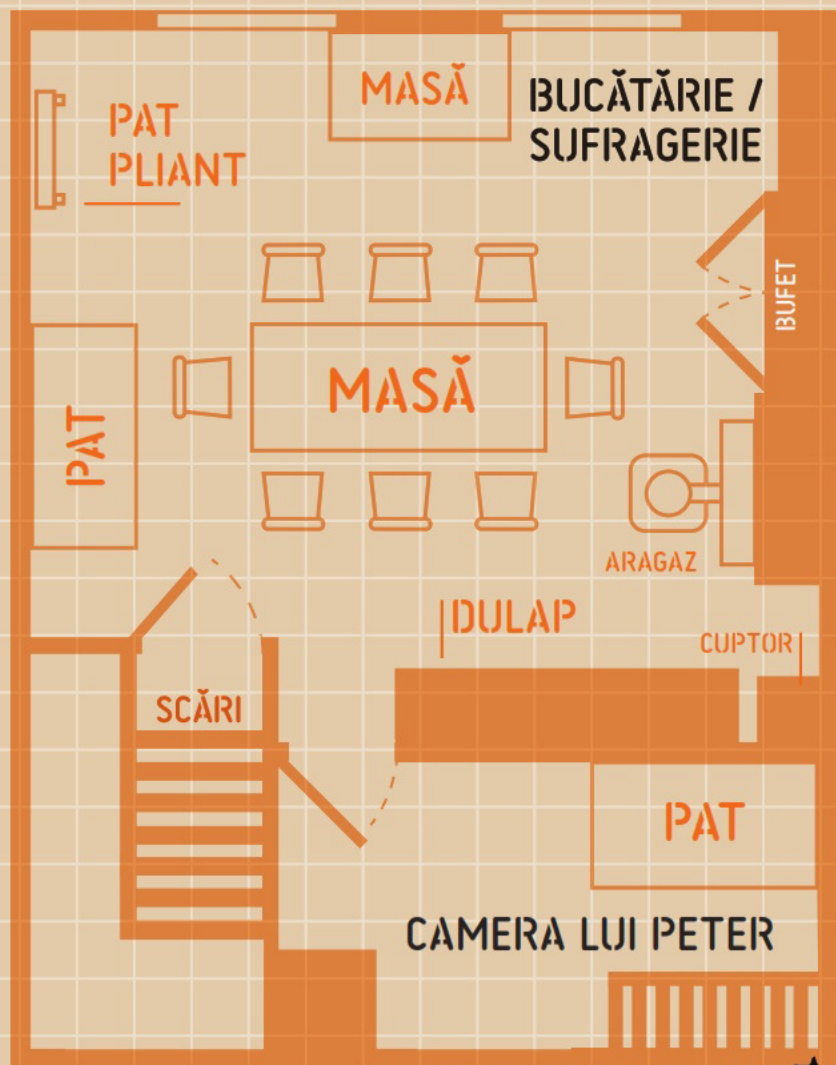 MASĂ
BUCĂTĂRIE /
SUFRAGERIE
PAT
PLIANT
BUFET
MASĂ
PAT
ARAGAZ
DULAP
CUPTOR
SCĂRI
PAT
CAMERA LUI PETER